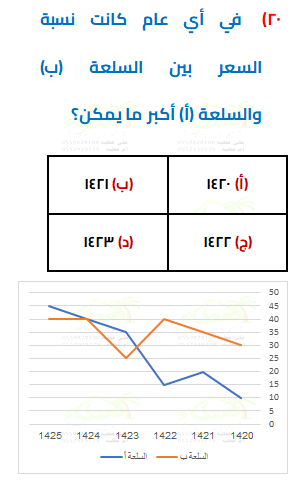 ٢٠) في أي عام كانت نسبة
السعر بين السلعة (ب)
والسلعة (أ) أكبر ما يمكن؟
(أ) ١٤٢٠
(ب) ١٤٢١
(ج) ١٤٢٢
(د) ١٤٢٣
50
45
40
35
30
25
20
15
10
5
0
1425 1424 1423 1422 1421 1420
السلعة أ السلعة ب